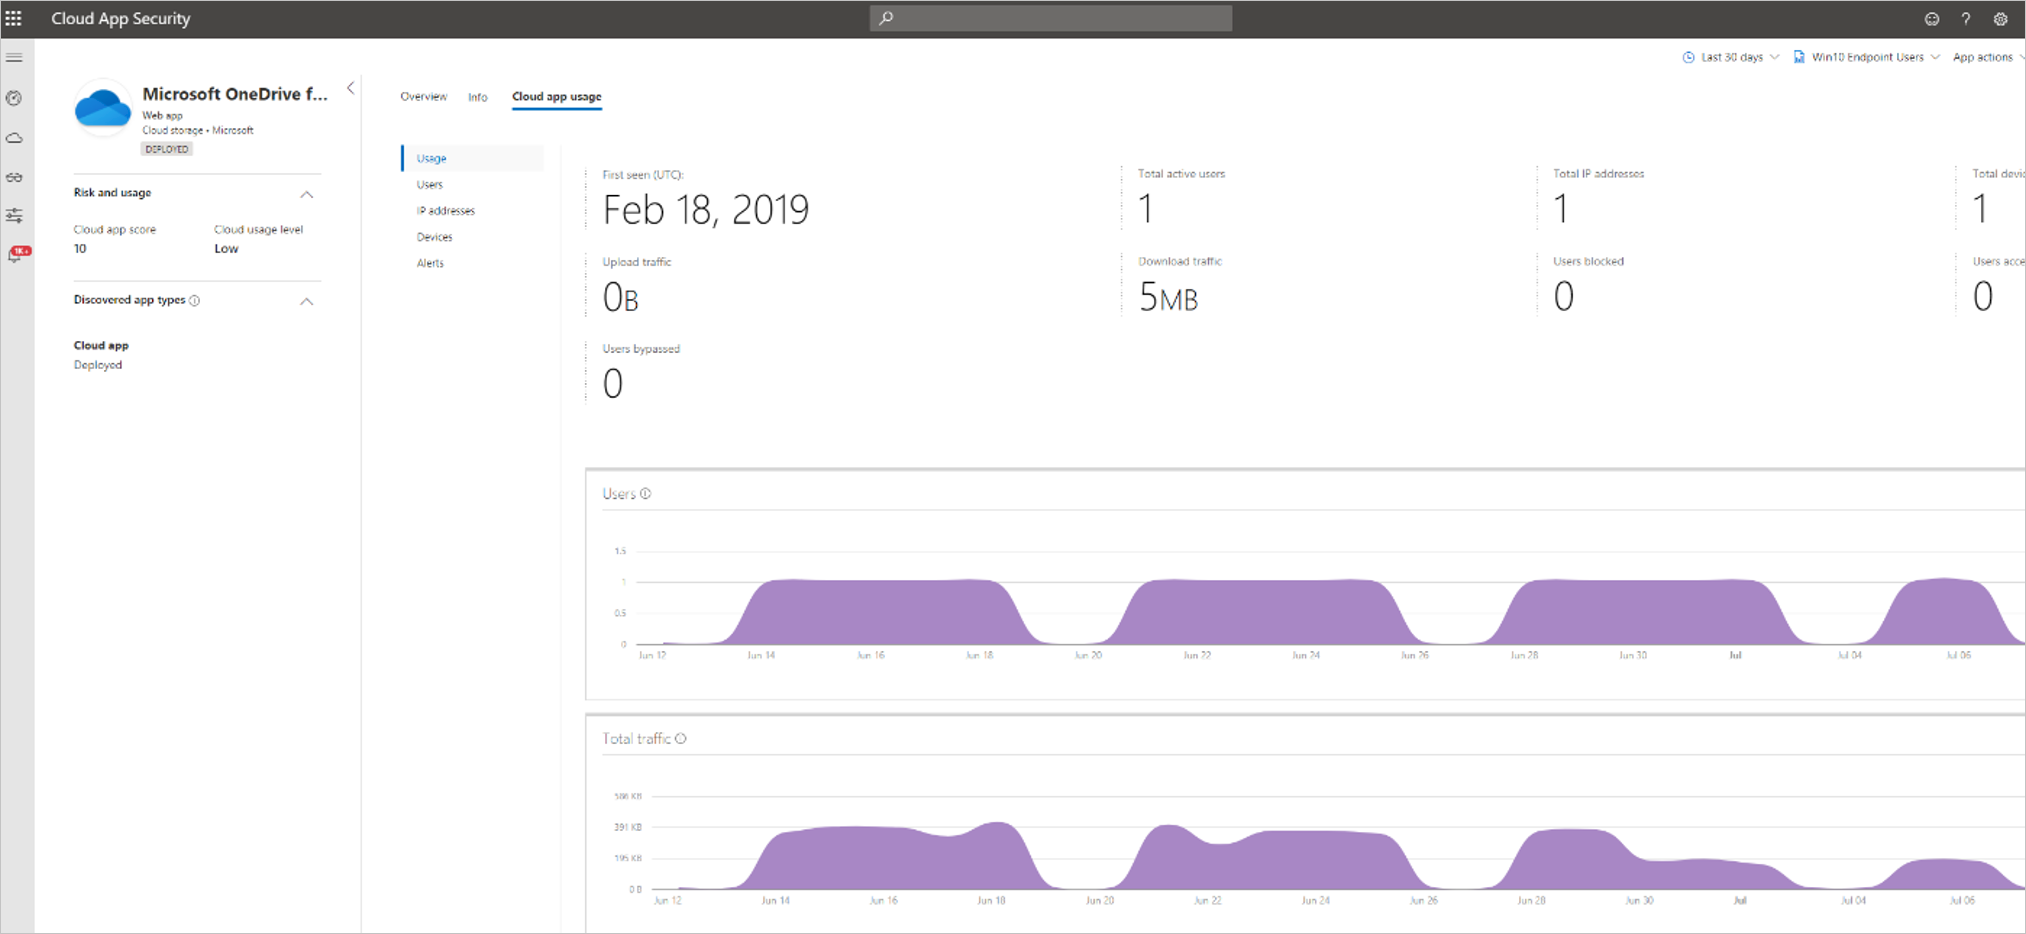 Cloud App Security
?
Last 30 days
Win10 Endpoint Users
App actions
Microsoft OneDrive f...
Web app
Cloud storage • Microsoft
DEPLOYED
Risk and usage
Cloud app score
Cloud usage level
10
Low
Discovered app types
Cloud app
Deployed
1K+
Overview
Info
Cloud app usage
Usage
Users
IP addresses
Devices
Alerts
First seen (UTC):
Feb 18, 2019
Total active users
1
Total IP addresses
1
Total devic
1
Upload traffic
0B
Download traffic
5MB
Users blocked
0
Users acce
0
Users bypassed
0
Users
1.5
1
0.5
0
Jun 12 Jun 14 Jun 16 Jun 18 Jun 20 Jun 22 Jun 24 Jun 26 Jun 28 Jun 30 Jul Jul 04 Jul 06
Total traffic
586 KB
391 KB
195 KB
0 B
Jun 12 Jun 14 Jun 16 Jun 18 Jun 20 Jun 22 Jun 24 Jun 26 Jun 28 Jun 30 Jul Jul 04 Jul 06